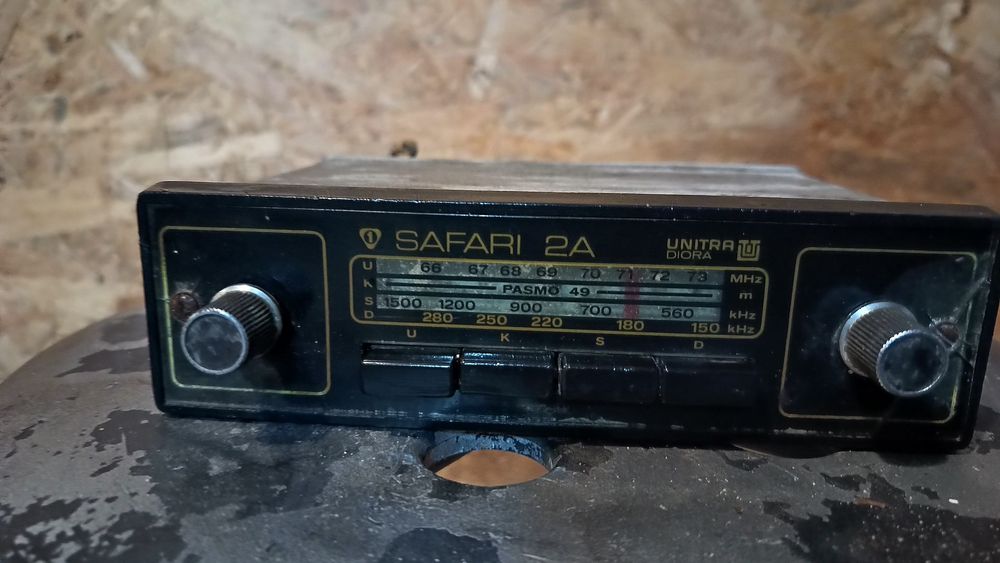 1 SAFARI 2A
UNITRA
DIORA
U 66 67 68 69 70 71 72 73 MHz
K PASMO 49 m
S 1500 1200 900 700 560 kHz
D 280 250 220 180 150 kHz
U K S D